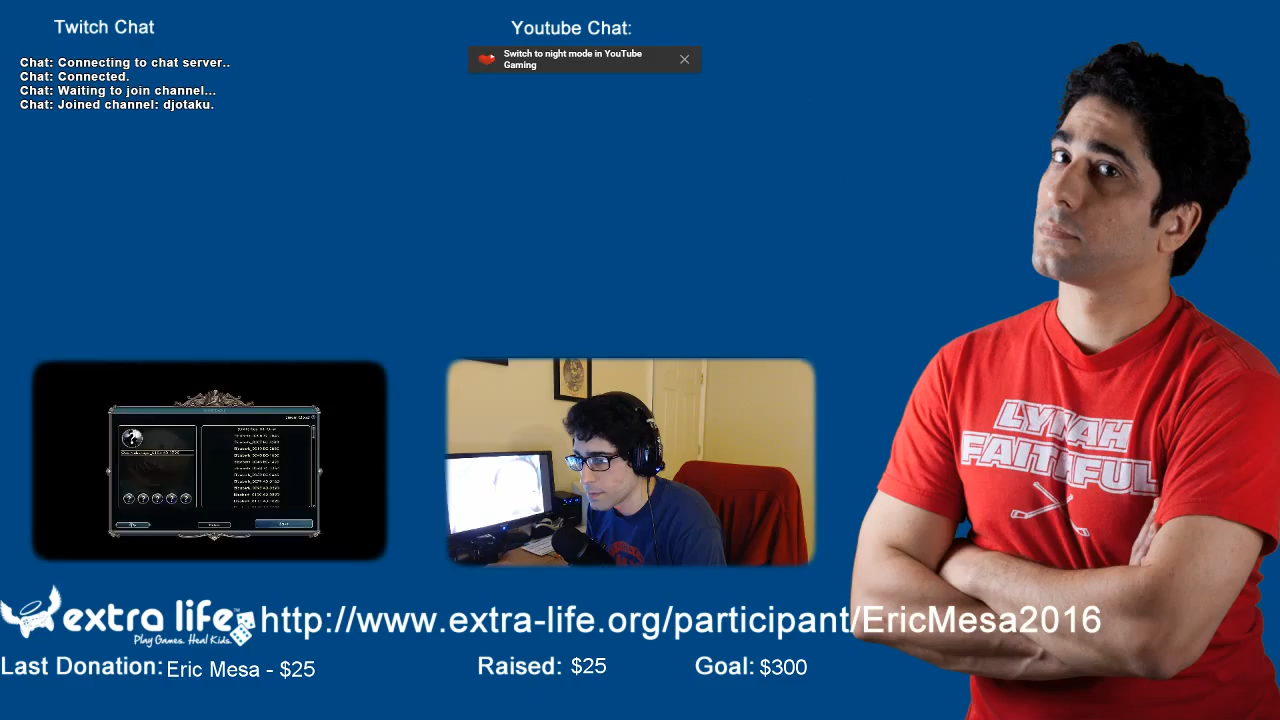 Twitch Chat
Youtube Chat:
Chat: Connecting to chat server..
Chat: Connected.
Chat: Waiting to join channel...
Chat: Joined channel: djotaku.
Switch to night mode in YouTube
Gaming
LYNAH
FAITHFUL
extra life
Play Games. Heal Kids.
http://www.extra-life.org/participant/EricMesa2016
Last Donation: Eric Mesa - $25
Raised: $25
Goal: $300